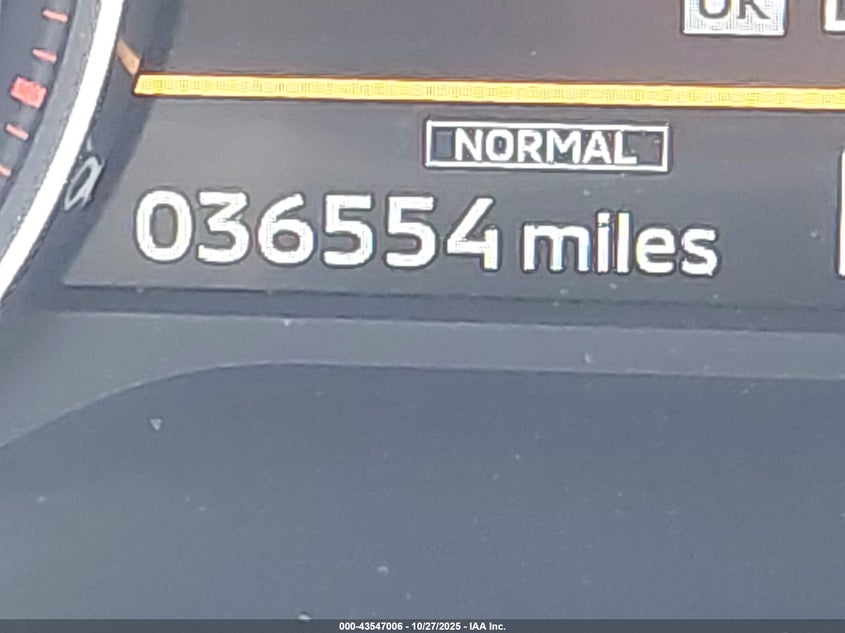 OK
NORMAL
036554 miles
000-43547006 - 10/27/2025 - IAA Inc.